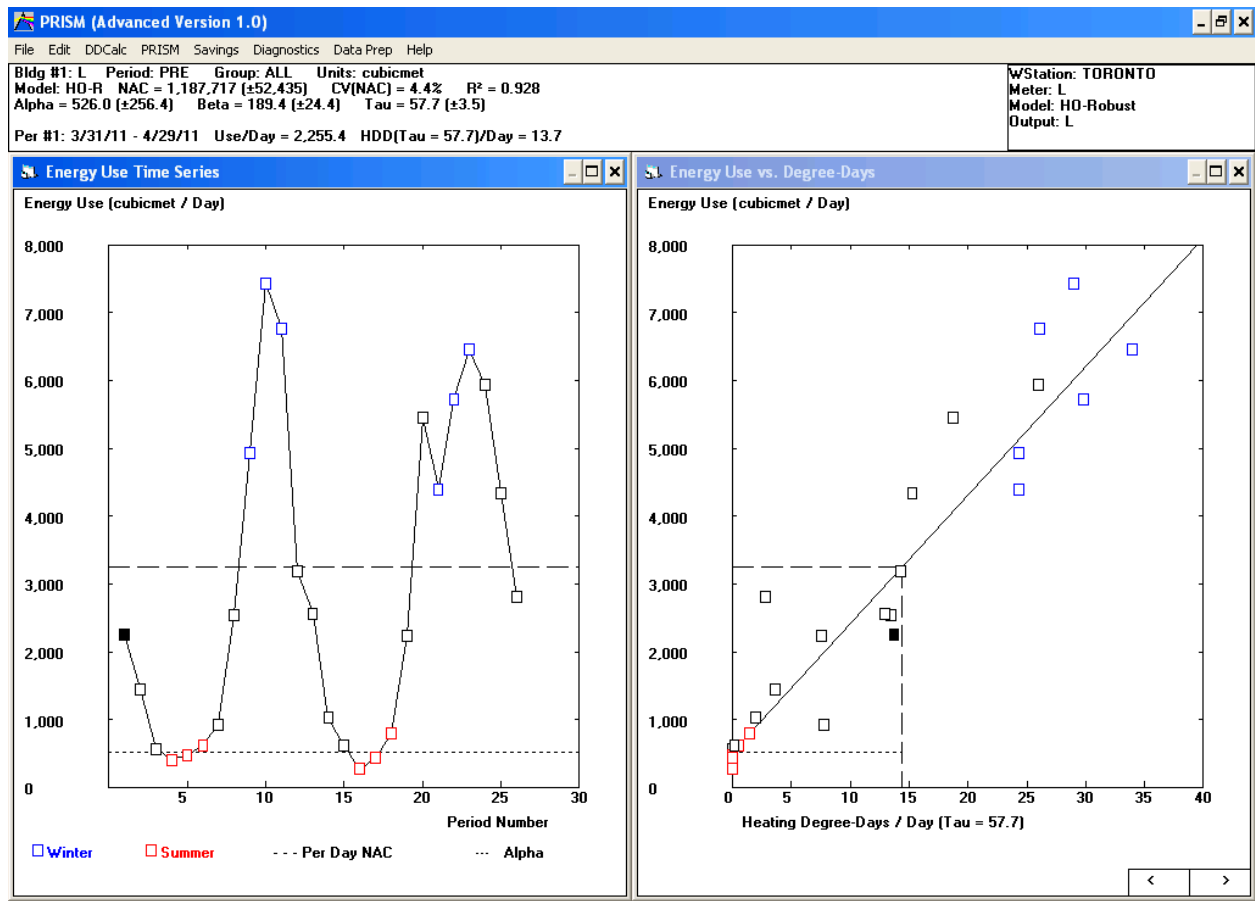 PRISM (Advanced Version 1.0)
File Edit DDCalc PRISM Savings Diagnostics Data Prep Help
Bldg #1: L Period: PRE Group: ALL Units: cubicmet
Model: HO-R NAC = 1,187,717 (±52,435) CV(NAC) = 4.4% R² = 0.928
Alpha = 526.0 (±256.4) Beta = 189.4 (±24.4) Tau = 57.7 (±3.5)
Per #1: 3/31/11 - 4/29/11 Use/Day = 2,255.4 HDD(Tau = 57.7)/Day = 13.7
WStation: TORONTO
Meter: L
Model: HO-Robust
Output: L
Energy Use Time Series
Energy Use (cubicmet / Day)
8,000
7,000
6,000
5,000
4,000
3,000
2,000
1,000
0
5 10 15 20 25 30
Period Number
Winter Summer - - - Per Day NAC --- Alpha
Energy Use vs. Degree-Days
Energy Use (cubicmet / Day)
8,000
7,000
6,000
5,000
4,000
3,000
2,000
1,000
0
0 5 10 15 20 25 30 35 40
Heating Degree-Days / Day (Tau = 57.7)
< >